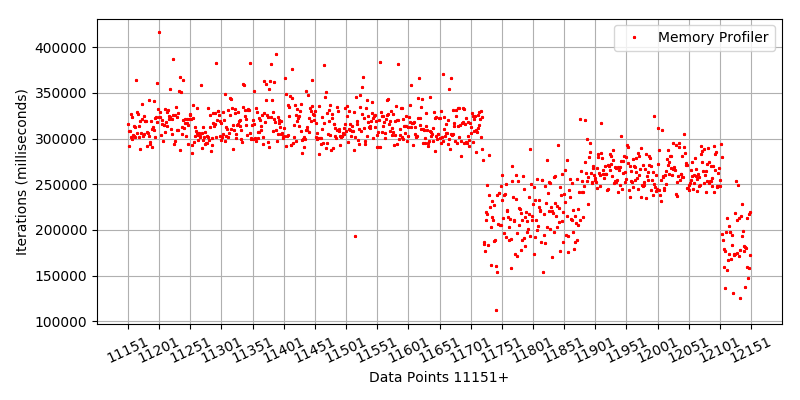 Memory Profiler
Iterations (milliseconds)
400000
350000
300000
250000
200000
150000
100000
11151 11201 11251 11301 11351 11401 11451 11501 11551 11601 11651 11701 11751 11801 11851 11901 11951 12001 12051 12101 12151
Data Points 11151+